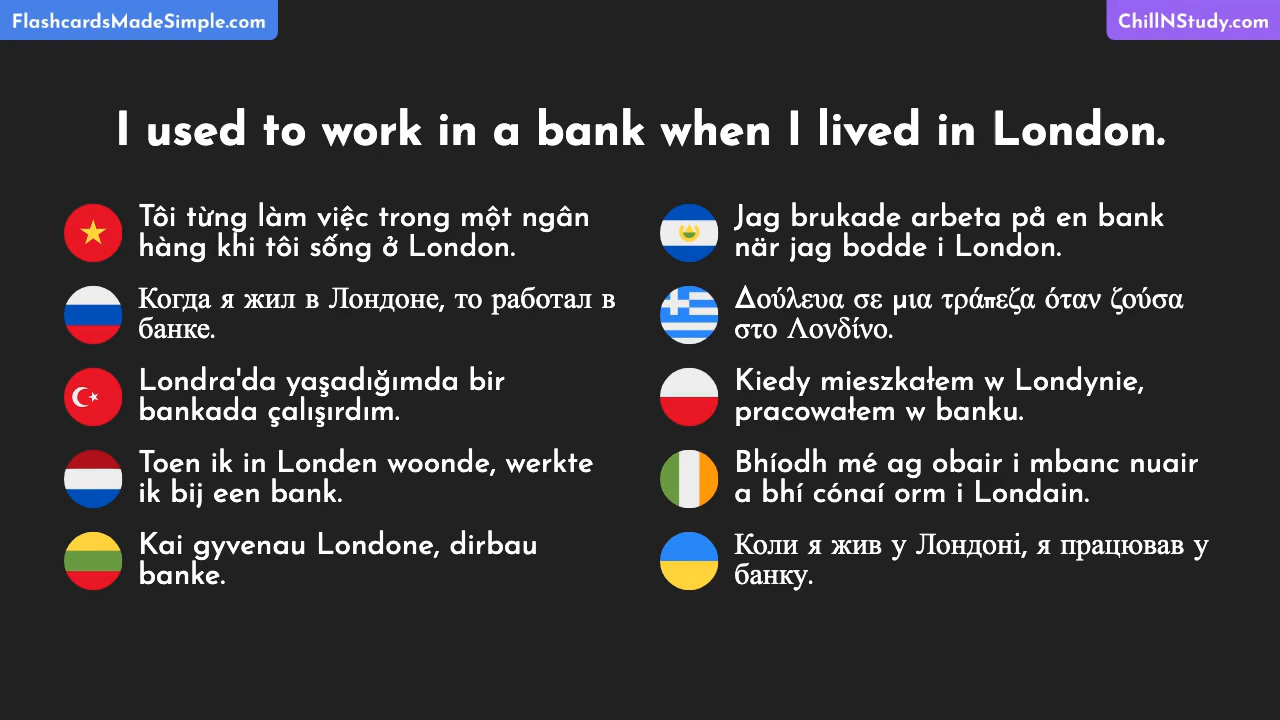 FlashcardsMadeSimple.com
ChillNStudy.com
I used to work in a bank when I lived in London.
Tôi từng làm việc trong một ngân
hàng khi tôi sống ở London.
Когда я жил в Лондоне, то работал в
банке.
Londra'da yaşadığımda bir
bankada çalışırdım.
Toen ik in Londen woonde, werkte
ik bij een bank.
Kai gyvenau Londone, dirbau
banke.
Jag brukade arbeta på en bank
när jag bodde i London.
Δούλευα σε μια τράπεζα όταν ζούσα
στο Λονδίνο.
Kiedy mieszkałem w Londynie,
pracowałem w banku.
Bhíodh mé ag obair i mbanc nuair
a bhí cónaí orm i Londain.
Коли я жив у Лондоні, я працював у
банку.